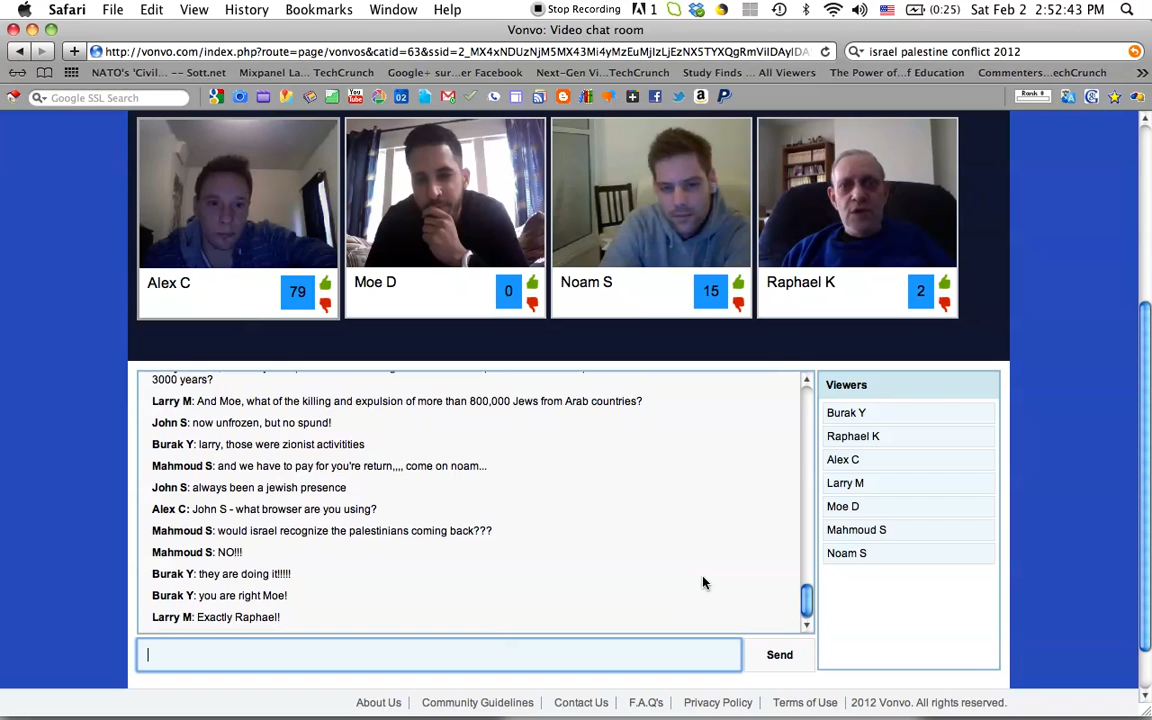 Safari File Edit View History Bookmarks Window Help Stop Recording 1 (0:25) Sat Feb 2 2:52:43 PM
Vonvo: Video chat room
israel palestine conflict 2012
NATO's 'Civil... -- Sott.net Mixpanel La... TechCrunch Google+ sur...er Facebook Next-Gen Vi...TechCrunch Study Finds ... All Viewers The Power of...f Education Commenters...echCrunch
Google SSL Search 02 Rank #
Alex C 79
Moe D 0
Noam S 15
Raphael K 2
3000 years?
Larry M: And Moe, what of the killing and expulsion of more than 800,000 Jews from Arab countries?
John S: now unfrozen, but no spund!
Burak Y: larry, those were zionist activitities
Mahmoud S: and we have to pay for you're return,,,, come on noam...
John S: always been a jewish presence
Alex C: John S - what browser are you using?
Mahmoud S: would israel recognize the palestinians coming back???
Mahmoud S: NO!!!
Burak Y: they are doing it!!!!!
Burak Y: you are right Moe!
Larry M: Exactly Raphael!
Send
Viewers
Burak Y
Raphael K
Alex C
Larry M
Moe D
Mahmoud S
Noam S
About Us Community Guidelines Contact Us F.A.Q's Privacy Policy Terms of Use 2012 Vonvo. All rights reserved.